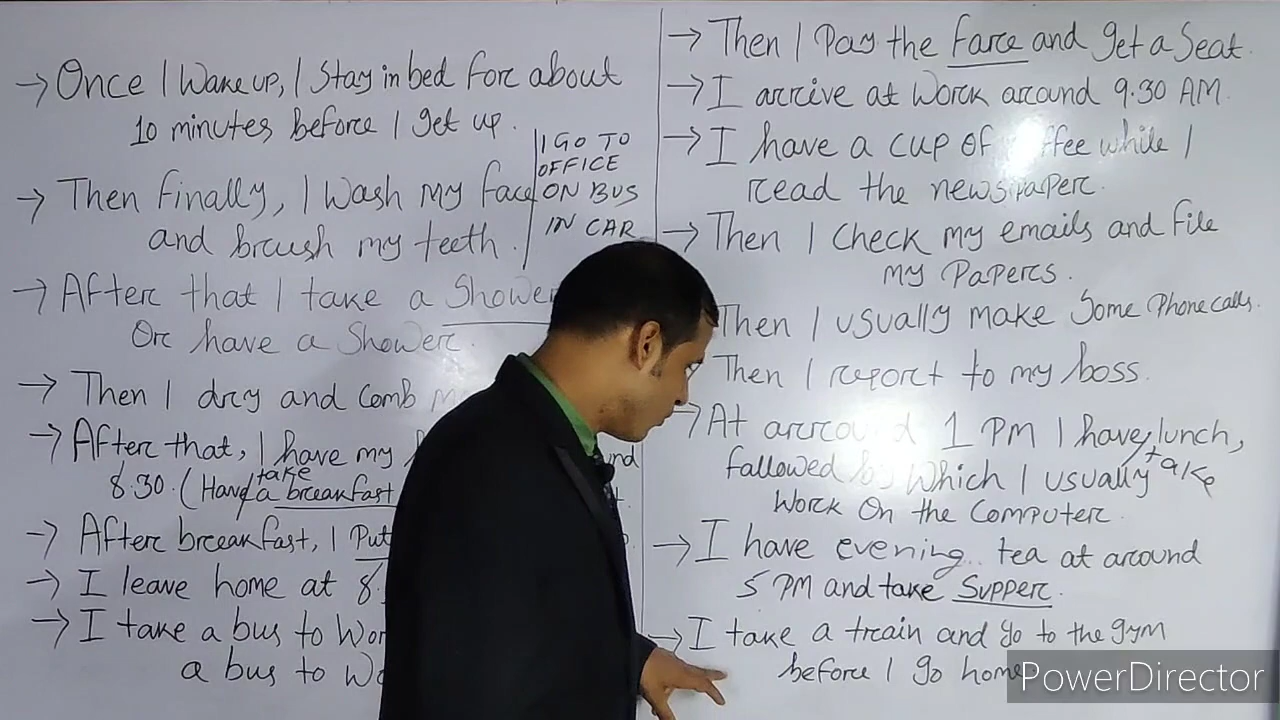 → Once I Wake up, I Stay in bed For about
10 minutes before I get up.
→ Then Finally, I Wash My Face
and brush my teeth.
→ After that I take a Shower
Or have a Shower.
→ Then I dry and Comb
→ After that, I have my
8.30. (Have a breakfast
take
→ After breakfast, I Put
→ I leave home at 8.
→ I take a bus to
a bus to
I GO TO
OFFICE
ON BUS
IN CAR
→ Then I Pay the Fare and get a Seat.
→ I arrive at Work around 9.30 AM.
→ I have a cup of while I
read the newspaper.
→ Then I Check my emails and File
my Papers.
Then I usually make Some Phone calls.
Then I report to my boss.
→ At 1 PM I have lunch,
take
Fallowed Which I usually
Work On the Computer.
→ I have evening.. tea at around
5 PM and take Supper.
→ I take a train and go to the gym
before I go home
PowerDirector